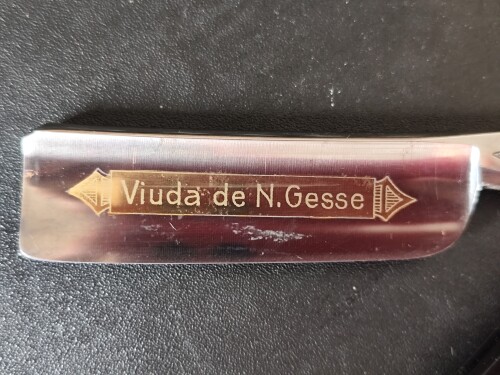 Viuda de N. Gesse